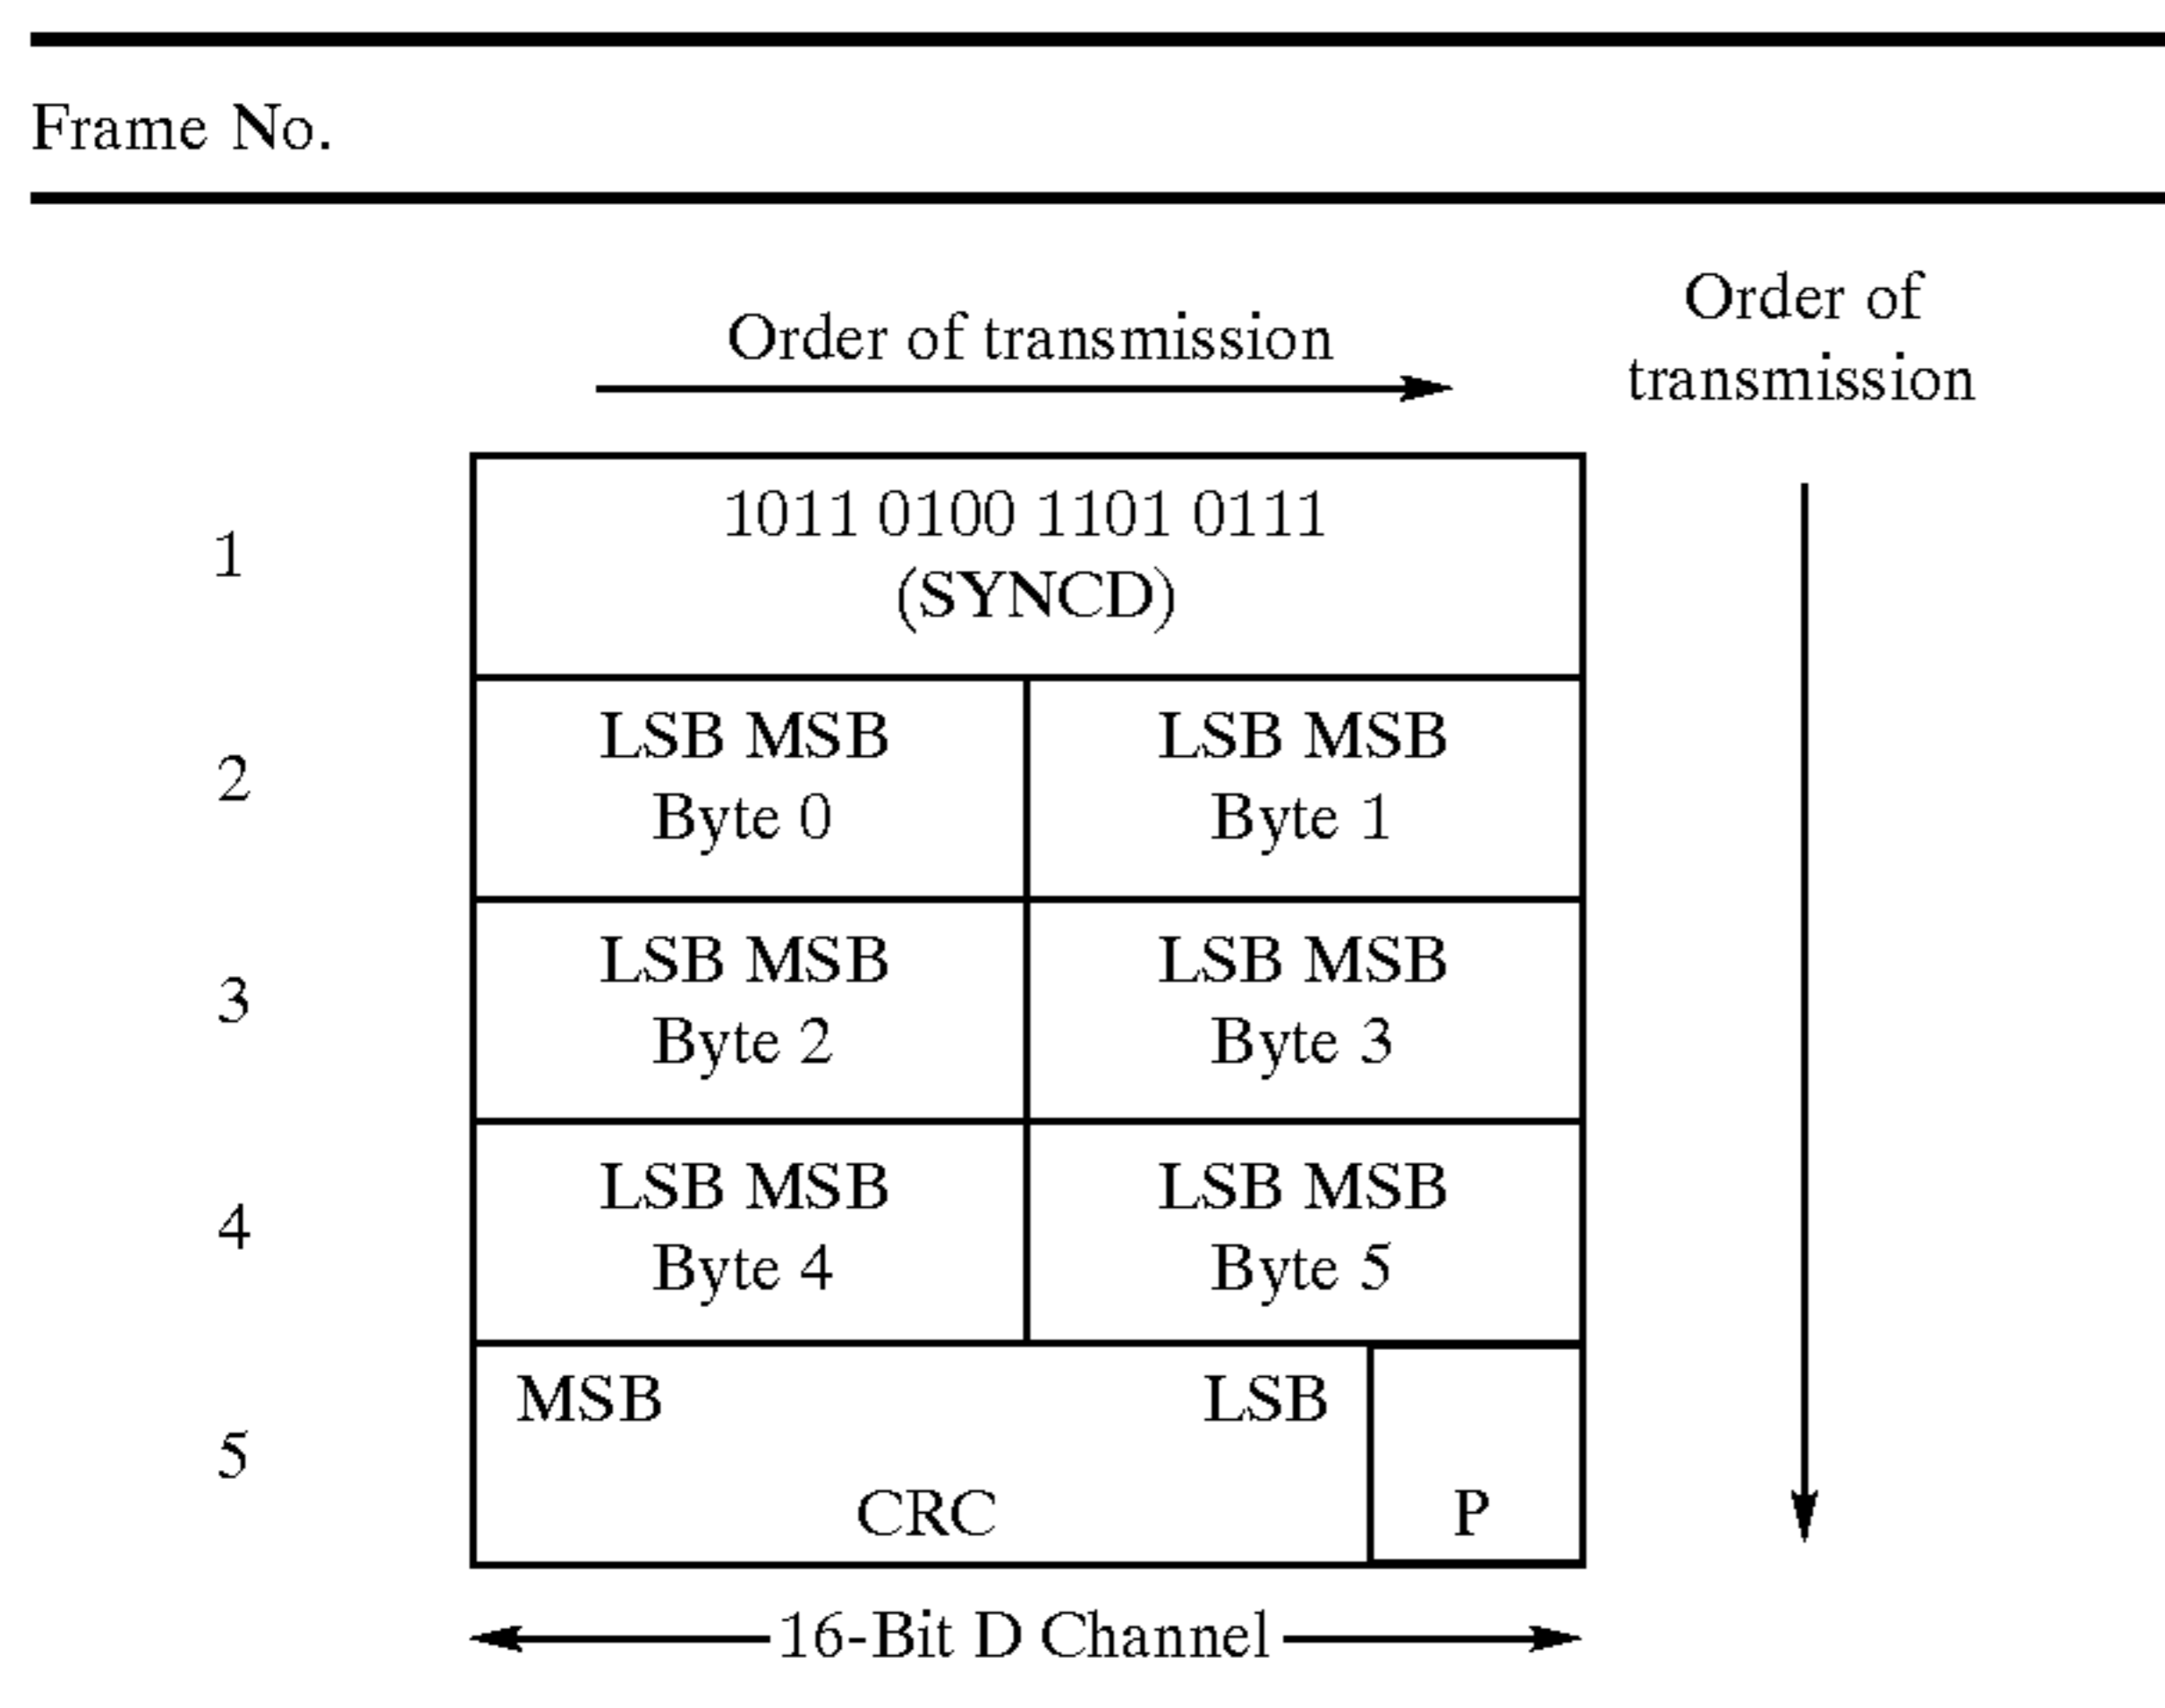 Frame No.
Order of transmission
Order of
transmission
1
1011 0100 1101 0111
(SYNCD)
2
LSB MSB
Byte 0
LSB MSB
Byte 1
3
LSB MSB
Byte 2
LSB MSB
Byte 3
4
LSB MSB
Byte 4
LSB MSB
Byte 5
5
MSB LSB
CRC
P
16-Bit D Channel